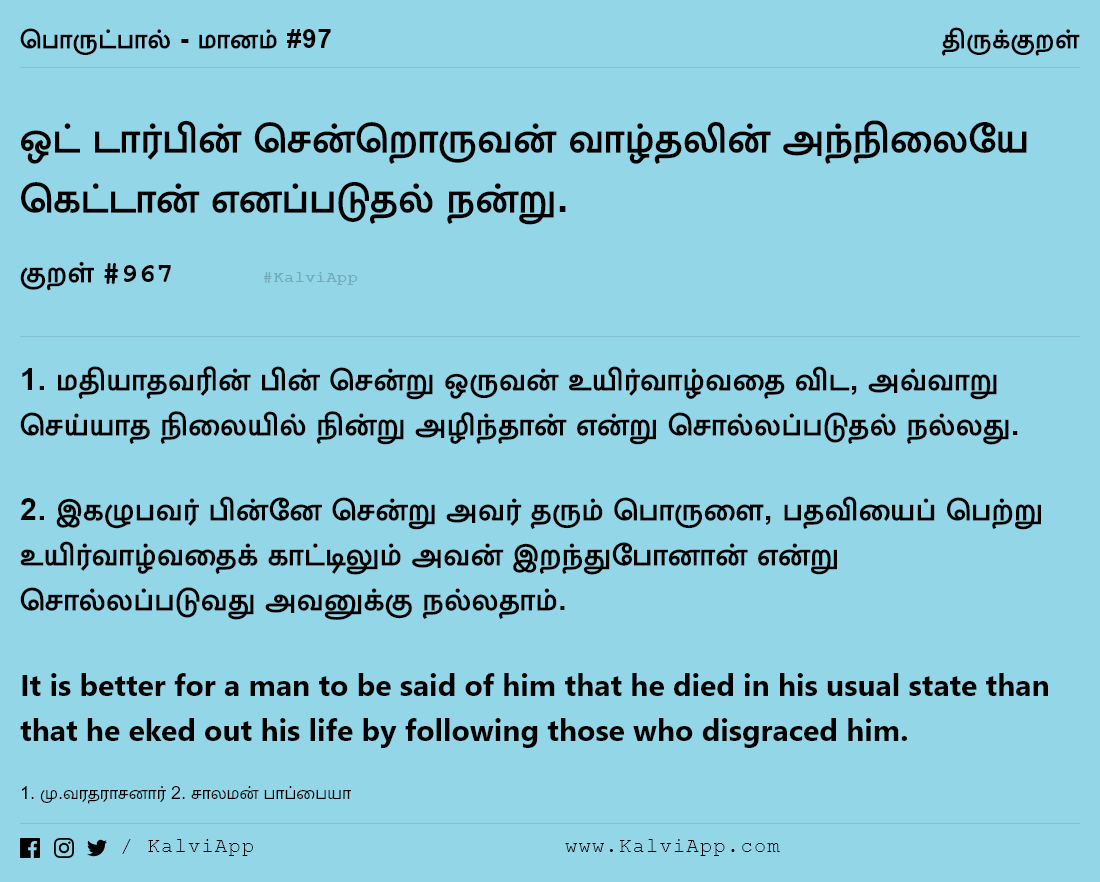 பொருட்பால் - மானம் #97
திருக்குறள்
ஒட் டார்பின் சென்றொருவன் வாழ்தலின் அந்நிலையே
கெட்டான் எனப்படுதல் நன்று.
குறள் #967
#KalviApp
1. மதியாதவரின் பின் சென்று ஒருவன் உயிர்வாழ்வதை விட, அவ்வாறு
செய்யாத நிலையில் நின்று அழிந்தான் என்று சொல்லப்படுதல் நல்லது.
2. இகழுபவர் பின்னே சென்று அவர் தரும் பொருளை, பதவியைப் பெற்று
உயிர்வாழ்வதைக் காட்டிலும் அவன் இறந்துபோனான் என்று
சொல்லப்படுவது அவனுக்கு நல்லதாம்.
It is better for a man to be said of him that he died in his usual state than
that he eked out his life by following those who disgraced him.
1. மு.வரதராசனார் 2. சாலமன் பாப்பையா
/ KalviApp
www.KalviApp.com